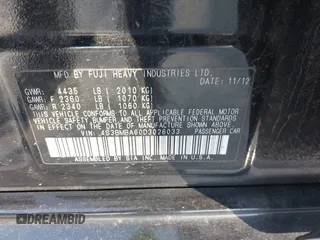 MFD. BY FUJI HEAVY INDUSTRIES LTD.
DATE: 11/12
GVWR: 4435 LB (2010 KG)
GAWR: F 2360 LB (1070 KG)
GAWR: R 2340 LB (1060 KG)
THIS VEHICLE CONFORMS TO ALL APPLICABLE FEDERAL MOTOR
VEHICLE SAFETY, BUMPER, AND THEFT PREVENTION STANDARDS
IN EFFECT ON THE DATE OF MANUFACTURE SHOWN ABOVE.
VIN: 4S3BMBA60D3026033 PASSENGER CAR
ASSEMBLED BY SIA INC. MADE IN U.S.A.
DREAMBID